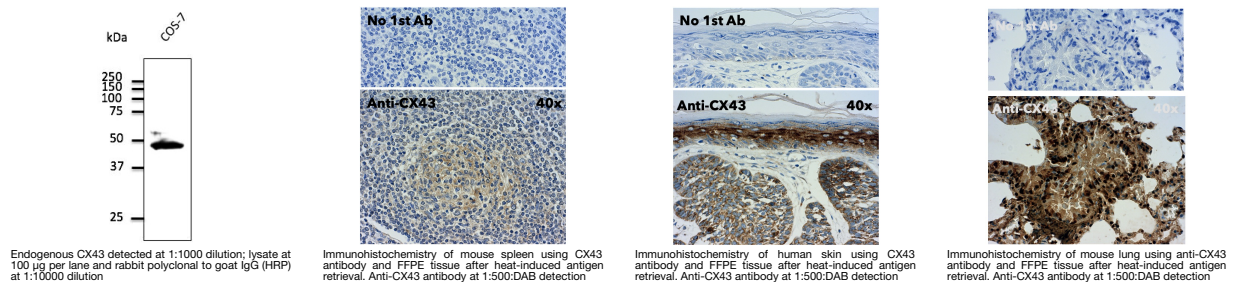 kDa
COS-7
250
150
100
75
50
37
25
Endogenous CX43 detected at 1:1000 dilution; lysate at
100 µg per lane and rabbit polyclonal to goat IgG (HRP)
at 1:10000 dilution
No 1st Ab
Anti-CX43 40x
Immunohistochemistry of mouse spleen using CX43
antibody and FFPE tissue after heat-induced antigen
retrieval. Anti-CX43 antibody at 1:500:DAB detection
No 1st Ab
Anti-CX43 40x
Immunohistochemistry of human skin using CX43
antibody and FFPE tissue after heat-induced antigen
retrieval. Anti-CX43 antibody at 1:500:DAB detection
No 1st Ab
Anti-CX43 40x
Immunohistochemistry of mouse lung using anti-CX43
antibody and FFPE tissue after heat-induced antigen
retrieval. Anti-CX43 antibody at 1:500:DAB detection